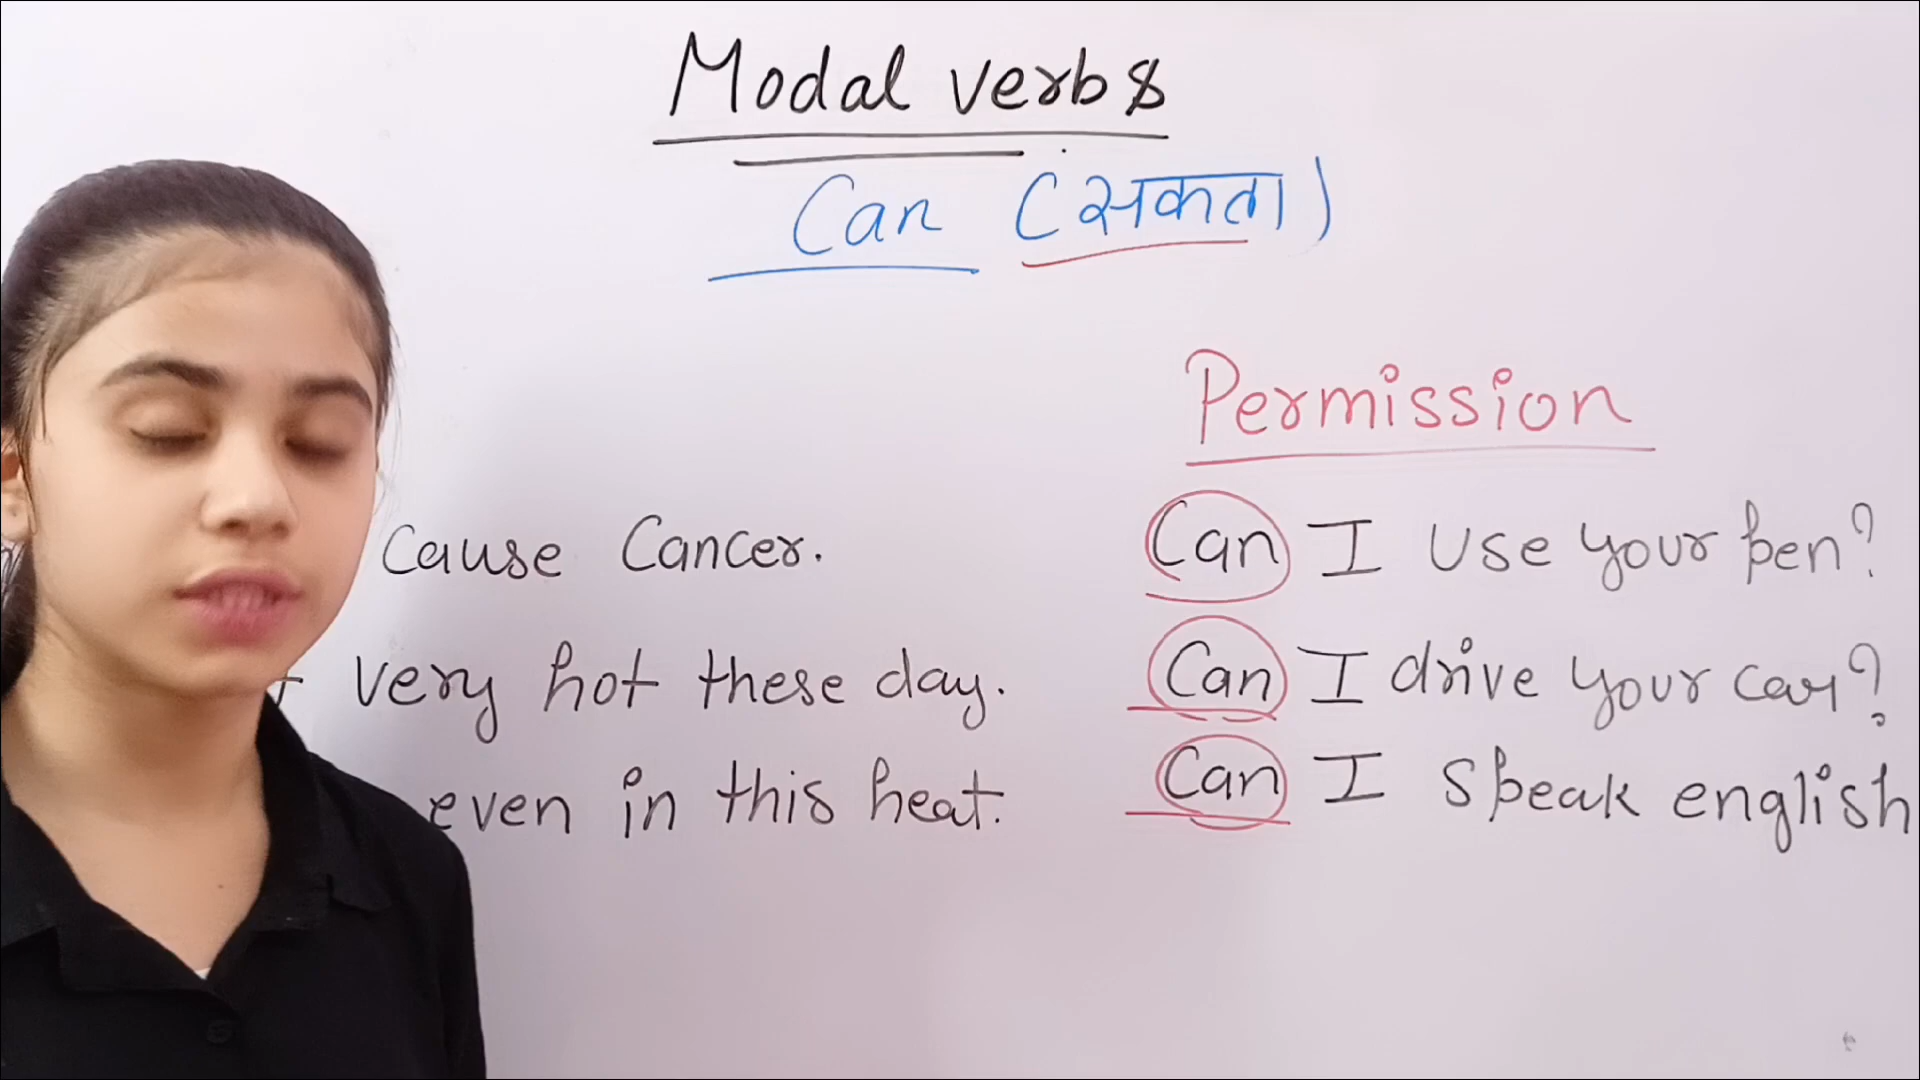 Modal verbs
Can (सकता)
Permission
Cause Cancer.
Can I use your pen?
very hot these day.
Can I drive your car?
even in this heat.
Can I speak english